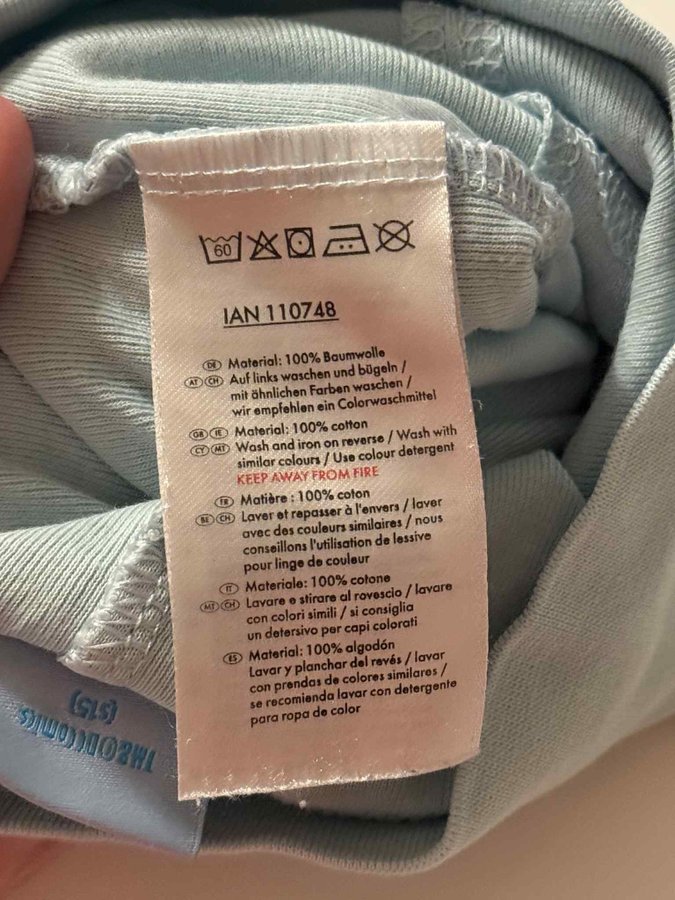 60
IAN 110748
DE Material: 100% Baumwolle
AT CH Auf links waschen und bügeln /
mit ähnlichen Farben waschen /
wir empfehlen ein Colorwaschmittel
GB IE Material: 100% cotton
CY MT Wash and iron on reverse / Wash with
similar colours / Use colour detergent
KEEP AWAY FROM FIRE
FR Matière : 100% coton
BE CH Laver et repasser à l'envers / laver
avec des couleurs similaires / nous
conseillons l'utilisation de lessive
pour linge de couleur
IT Materiale: 100% cotone
MT CH Lavare e stirare al rovescio / lavare
con colori simili / si consiglia
un detersivo per capi colorati
ES Material: 100% algodón
Lavar y planchar del revés / lavar
con prendas de colores similares /
se recomienda lavar con detergente
para ropa de color
TM & © DC COMICS
(s15)